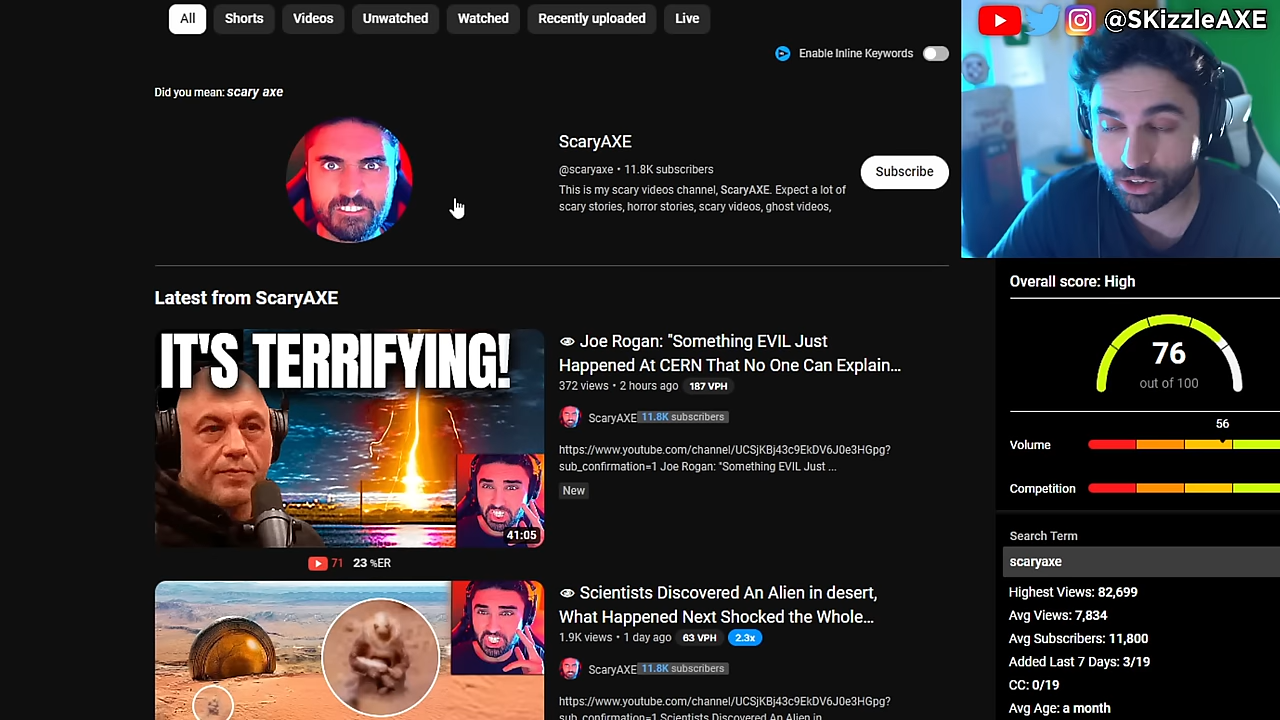 All
Shorts
Videos
Unwatched
Watched
Recently uploaded
Live
@SKizzleAXE
Enable Inline Keywords
Did you mean: scary axe
ScaryAXE
@scaryaxe • 11.8K subscribers
This is my scary videos channel, ScaryAXE. Expect a lot of
scary stories, horror stories, scary videos, ghost videos,
Subscribe
Latest from ScaryAXE
IT'S TERRIFYING!
41:05
71 23 %ER
Joe Rogan: "Something EVIL Just
Happened At CERN That No One Can Explain...
372 views • 2 hours ago 187 VPH
ScaryAXE 11.8K subscribers
https://www.youtube.com/channel/UCSjKBj43c9EkDV6J0e3HGpg?
sub_confirmation=1 Joe Rogan: "Something EVIL Just ...
New
Scientists Discovered An Alien in desert,
What Happened Next Shocked the Whole...
1.9K views • 1 day ago 63 VPH 2.3x
ScaryAXE 11.8K subscribers
https://www.youtube.com/channel/UCSjKBj43c9EkDV6J0e3HGpg?
sub_confirmation=1 Scientists Discovered An Alien in
Overall score: High
76
out of 100
56
Volume
Competition
Search Term
scaryaxe
Highest Views: 82,699
Avg Views: 7,834
Avg Subscribers: 11,800
Added Last 7 Days: 3/19
CC: 0/19
Avg Age: a month